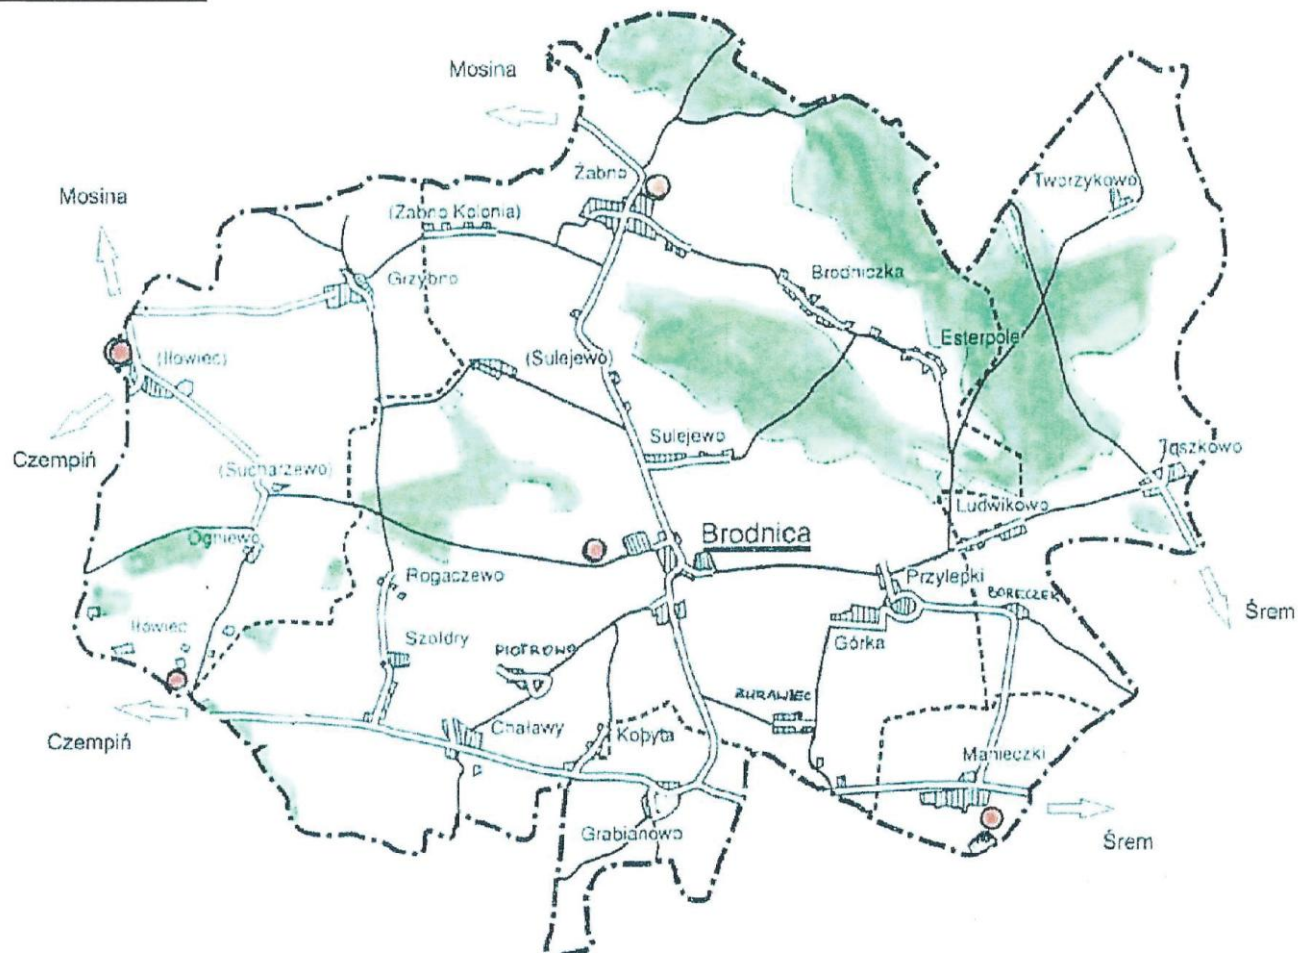 Mosina
Żabno
Tworzykowo
Mosina
(Żabno Kolonia)
Grzybno
Brodniczka
Esterpole
(Iłowiec)
(Sulejewo)
Czempiń
Sulejewo
Jaszkowo
(Sucharzewo)
Ludwikowo
Ogniewo
Brodnica
Rogaczewo
Przylepki
BORECZEK
Śrem
Iłowiec
Szołdry
PIOTROWO
Górka
BURAWIEC
Czempiń
Chaławy
Kopyta
Manieczki
Grabianowo
Śrem